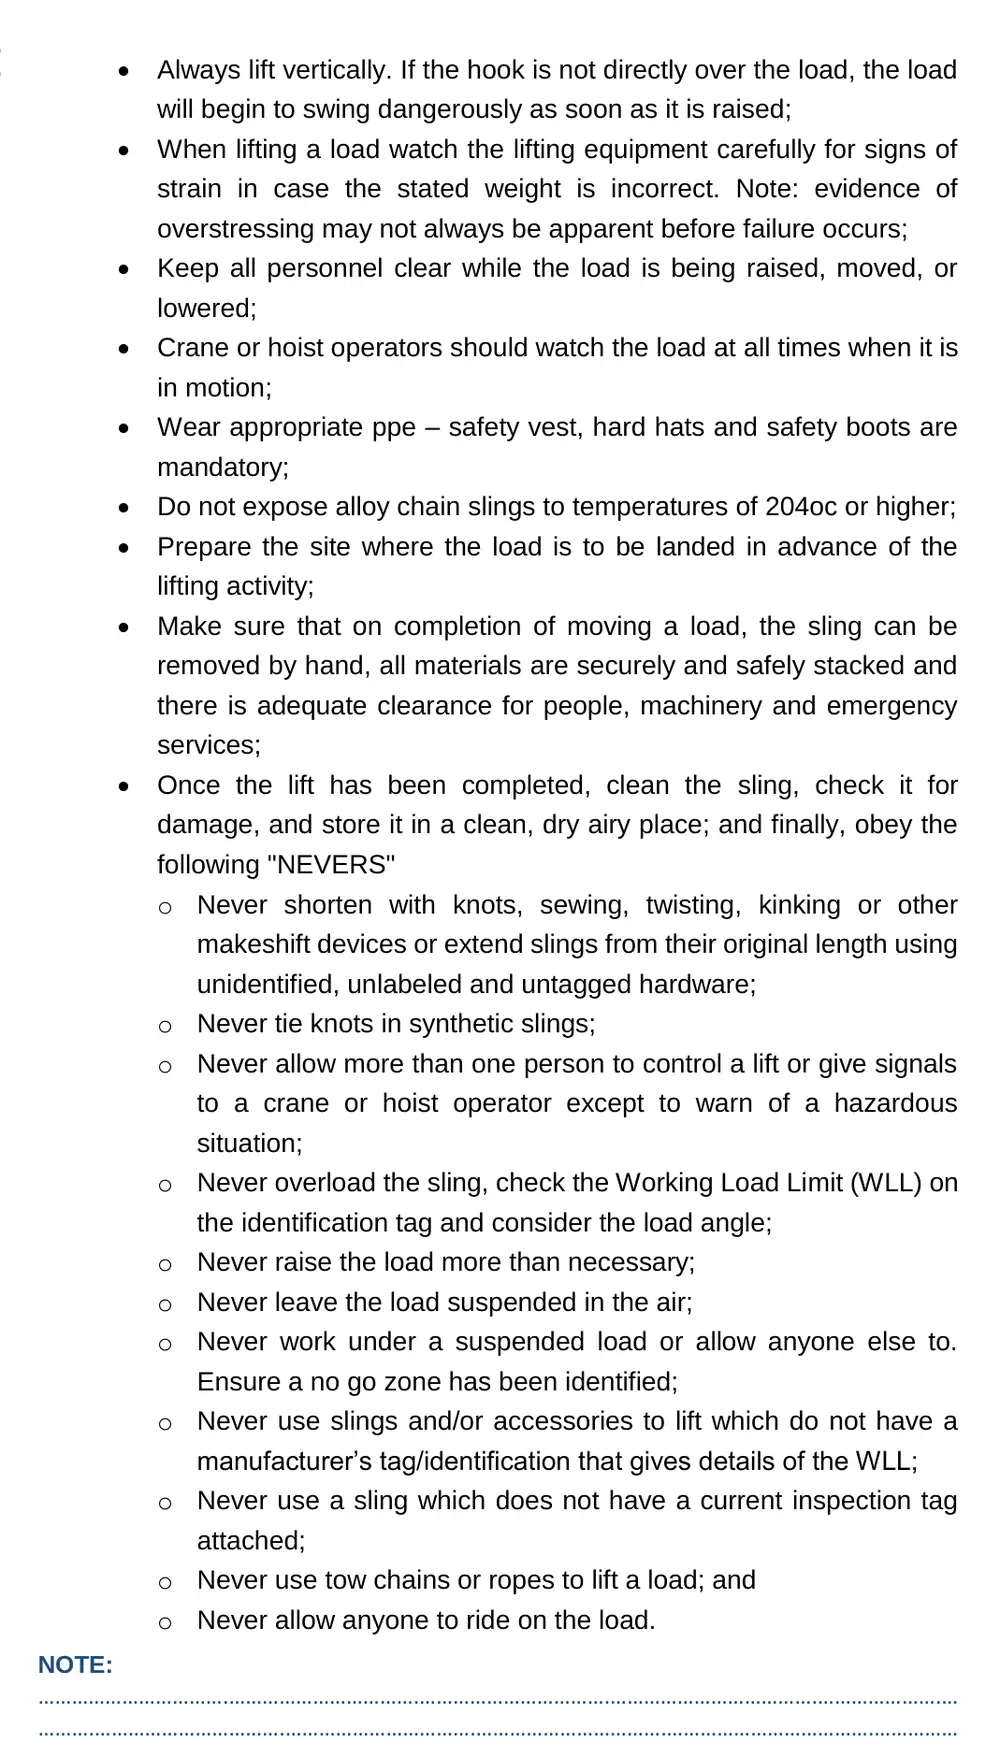 • Always lift vertically. If the hook is not directly over the load, the load
will begin to swing dangerously as soon as it is raised;
• When lifting a load watch the lifting equipment carefully for signs of
strain in case the stated weight is incorrect. Note: evidence of
overstressing may not always be apparent before failure occurs;
• Keep all personnel clear while the load is being raised, moved, or
lowered;
• Crane or hoist operators should watch the load at all times when it is
in motion;
• Wear appropriate ppe – safety vest, hard hats and safety boots are
mandatory;
• Do not expose alloy chain slings to temperatures of 204oc or higher;
• Prepare the site where the load is to be landed in advance of the
lifting activity;
• Make sure that on completion of moving a load, the sling can be
removed by hand, all materials are securely and safely stacked and
there is adequate clearance for people, machinery and emergency
services;
• Once the lift has been completed, clean the sling, check it for
damage, and store it in a clean, dry airy place; and finally, obey the
following "NEVERS"
o Never shorten with knots, sewing, twisting, kinking or other
makeshift devices or extend slings from their original length using
unidentified, unlabeled and untagged hardware;
o Never tie knots in synthetic slings;
o Never allow more than one person to control a lift or give signals
to a crane or hoist operator except to warn of a hazardous
situation;
o Never overload the sling, check the Working Load Limit (WLL) on
the identification tag and consider the load angle;
o Never raise the load more than necessary;
o Never leave the load suspended in the air;
o Never work under a suspended load or allow anyone else to.
Ensure a no go zone has been identified;
o Never use slings and/or accessories to lift which do not have a
manufacturer’s tag/identification that gives details of the WLL;
o Never use a sling which does not have a current inspection tag
attached;
o Never use tow chains or ropes to lift a load; and
o Never allow anyone to ride on the load.
NOTE: